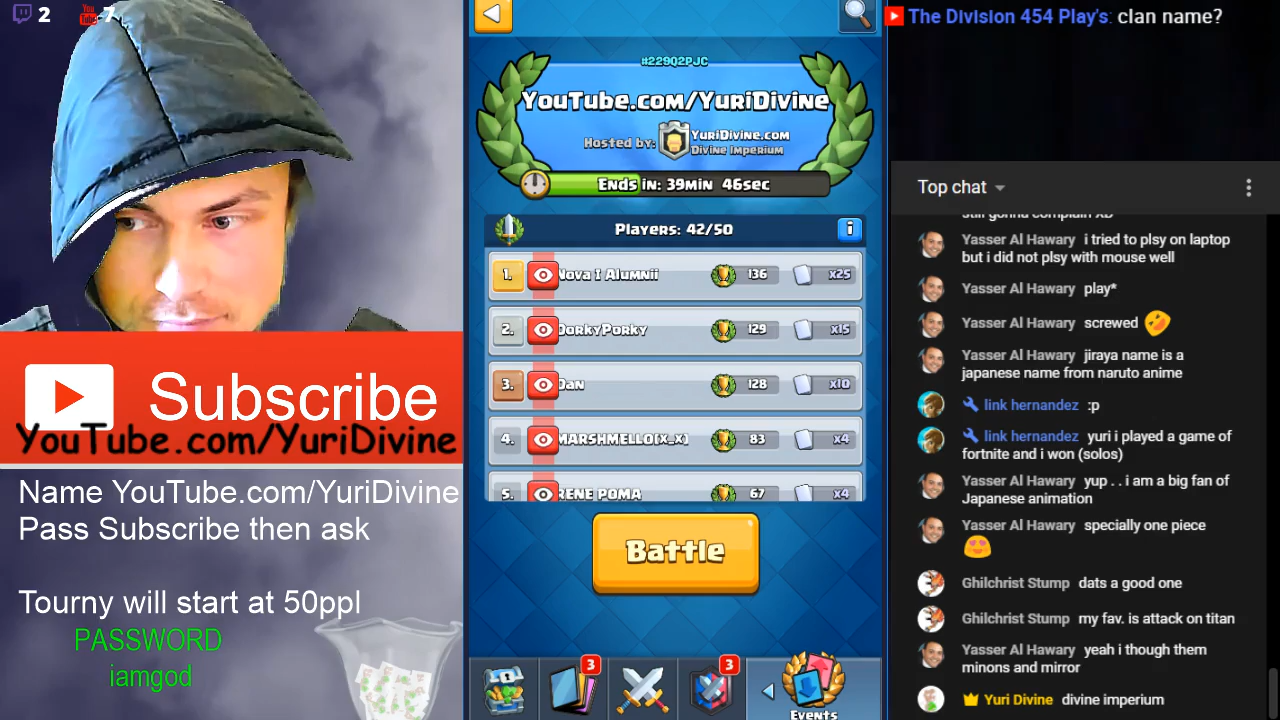 2
7
Subscribe
YouTube.com/YuriDivine
Name YouTube.com/YuriDivine
Pass Subscribe then ask
Tourny will start at 50ppl
PASSWORD
iamgod
#229Q2PJC
YouTube.com/YuriDivine
Hosted by: YuriDivine.com
Divine Imperium
Ends in: 39min 46sec
Players: 42/50
1. Nova I Alumnii 136 x25
2. DorkyPorky 129 x15
3. Dan 128 x10
4. MARSHMELLO[X_X] 83 x4
5. RENE POMA 67 x4
Battle
3
3
Events
The Division 454 Play's: clan name?
Top chat
still gonna complain xD
Yasser Al Hawary i tried to plsy on laptop
but i did not plsy with mouse well
Yasser Al Hawary play*
Yasser Al Hawary screwed 🤣
Yasser Al Hawary jiraya name is a
japanese name from naruto anime
link hernandez :p
link hernandez yuri i played a game of
fortnite and i won (solos)
Yasser Al Hawary yup . . i am a big fan of
Japanese animation
Yasser Al Hawary specially one piece
😍
Ghilchrist Stump dats a good one
Ghilchrist Stump my fav. is attack on titan
Yasser Al Hawary yeah i though them
minons and mirror
Yuri Divine divine imperium